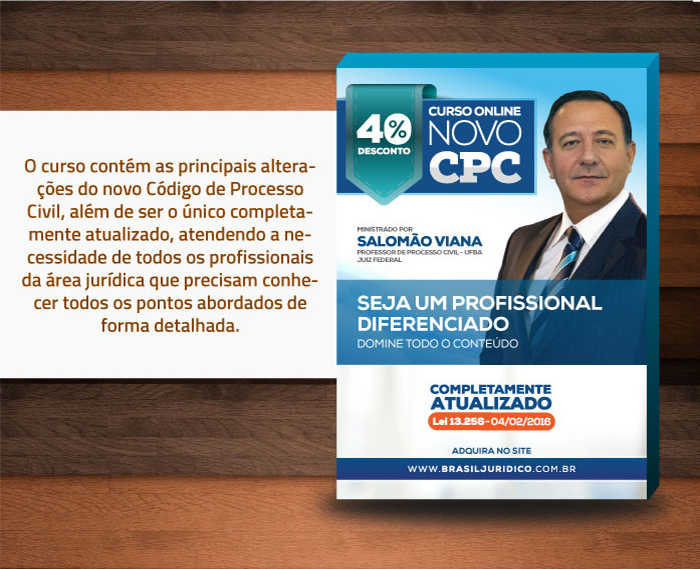 O curso contém as principais altera-
ções do novo Código de Processo
Civil, além de ser o único completa-
mente atualizado, atendendo a ne-
cessidade de todos os profissionais
da área jurídica que precisam conhe-
cer todos os pontos abordados de
forma detalhada.
40%
DESCONTO
CURSO ONLINE
NOVO
CPC
MINISTRADO POR
SALOMÃO VIANA
PROFESSOR DE PROCESSO CIVIL - UFBA
JUIZ FEDERAL
SEJA UM PROFISSIONAL
DIFERENCIADO
DOMINE TODO O CONTEÚDO
COMPLETAMENTE
ATUALIZADO
Lei 13.256 - 04/02/2016
ADQUIRA NO SITE
WWW.BRASILJURIDICO.COM.BR